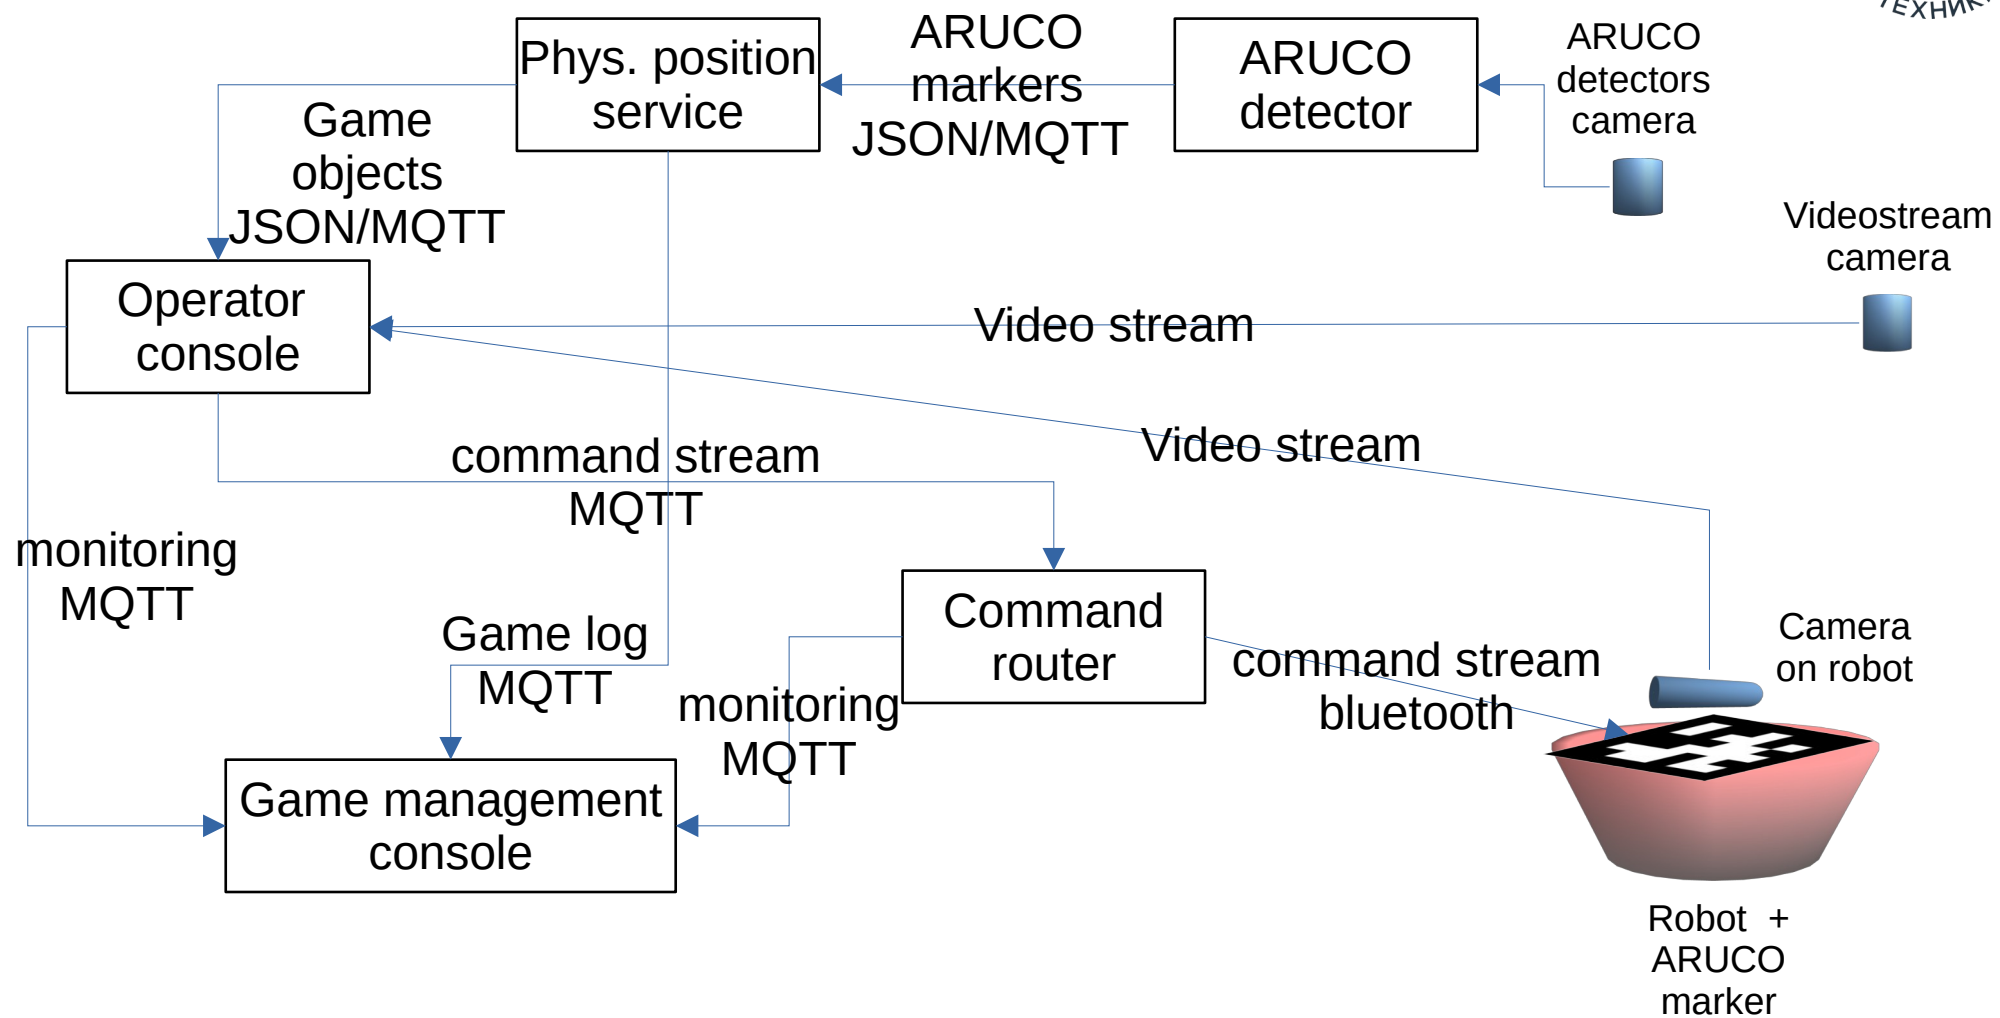 ТЕХНИК
Phys. position
service
ARUCO
markers
JSON/MQTT
ARUCO
detector
ARUCO
detectors
camera
Game
objects
JSON/MQTT
Videostream
camera
Operator
console
Video stream
Video stream
command stream
MQTT
monitoring
MQTT
Command
router
Game log
MQTT
monitoring
MQTT
command stream
bluetooth
Camera
on robot
Game management
console
Robot +
ARUCO
marker